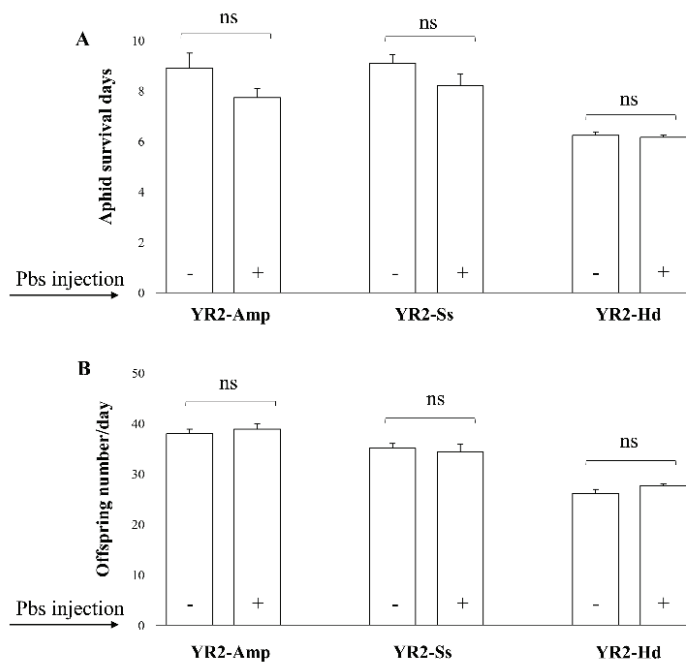 A
ns
ns
ns
10
8
6
4
2
0
Aphid survival days
Pbs injection
- + - + - +
YR2-Amp YR2-Ss YR2-Hd
B
ns
ns
ns
50
40
30
20
10
0
Offspring number/day
Pbs injection
- + - + - +
YR2-Amp YR2-Ss YR2-Hd